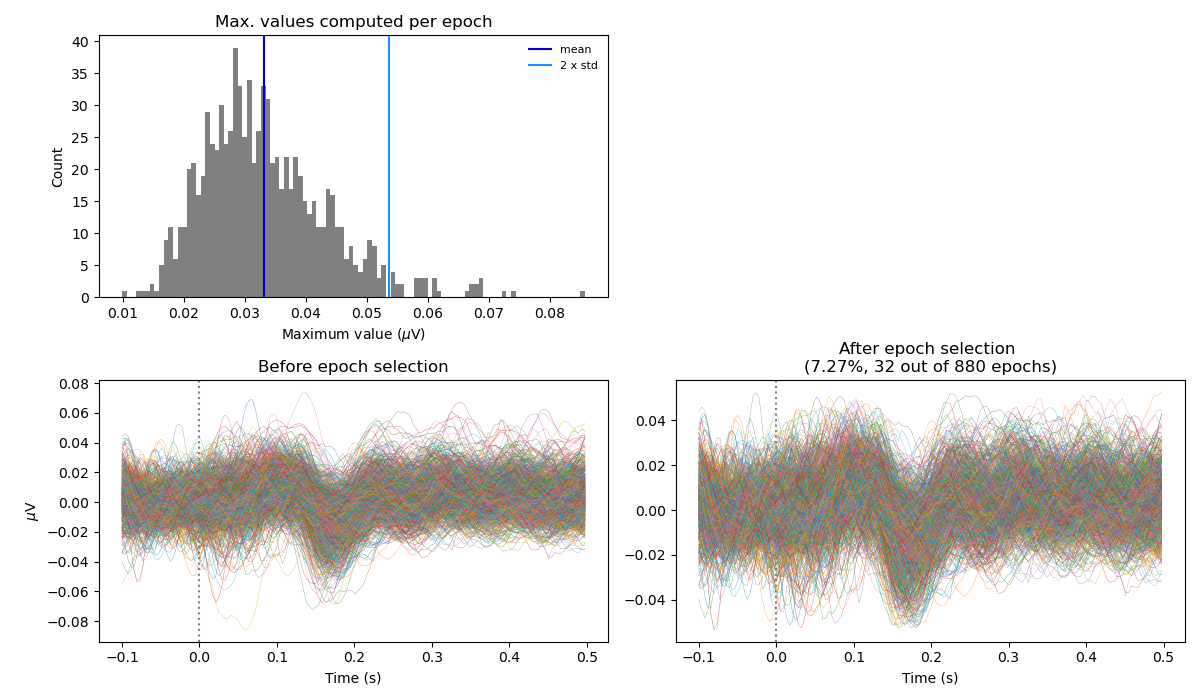 Max. values computed per epoch
40
35
30
25
20
15
10
5
0
Count
mean
2 x std
0.01 0.02 0.03 0.04 0.05 0.06 0.07 0.08
Maximum value (μV)
Before epoch selection
0.08
0.06
0.04
0.02
0.00
−0.02
−0.04
−0.06
−0.08
μV
−0.1 0.0 0.1 0.2 0.3 0.4 0.5
Time (s)
After epoch selection
(7.27%, 32 out of 880 epochs)
0.04
0.02
0.00
−0.02
−0.04
−0.1 0.0 0.1 0.2 0.3 0.4 0.5
Time (s)